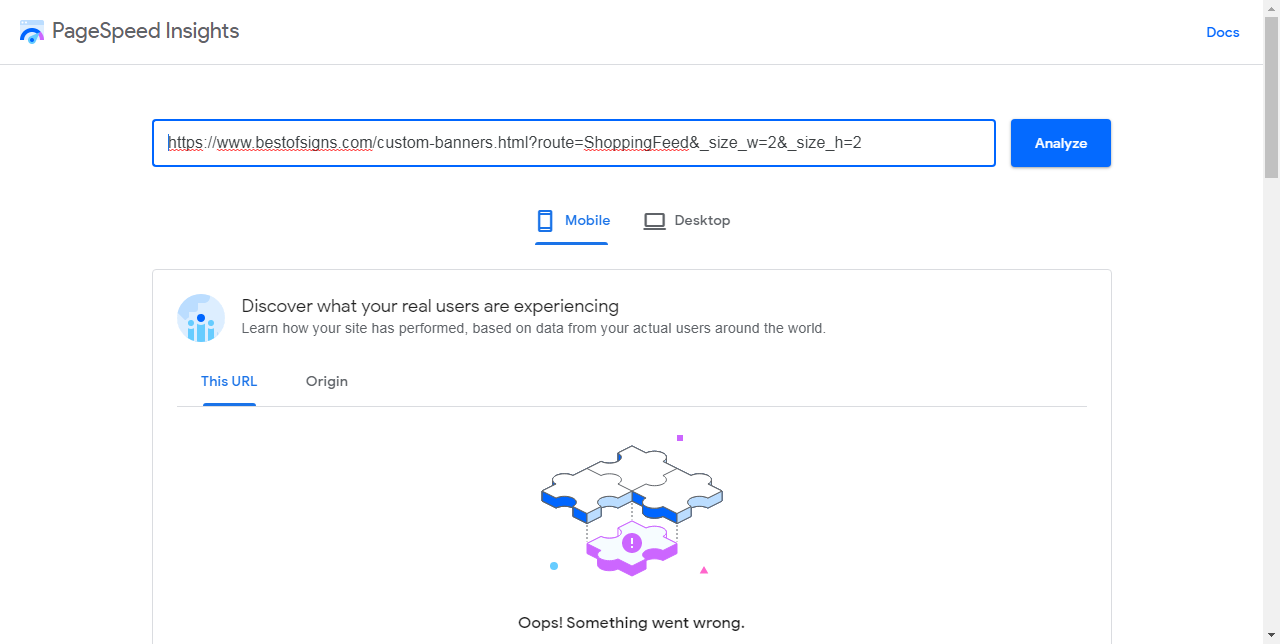 PageSpeed Insights
Docs
https://www.bestofsigns.com/custom-banners.html?route=ShoppingFeed&_size_w=2&_size_h=2
Analyze
Mobile
Desktop
Discover what your real users are experiencing
Learn how your site has performed, based on data from your actual users around the world.
This URL
Origin
!
Oops! Something went wrong.